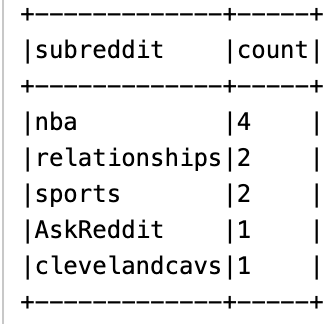 +-------------+-----+
|subreddit    |count|
+-------------+-----+
|nba          |4    |
|relationships|2    |
|sports       |2    |
|AskReddit    |1    |
|clevelandcavs|1    |
+-------------+-----+